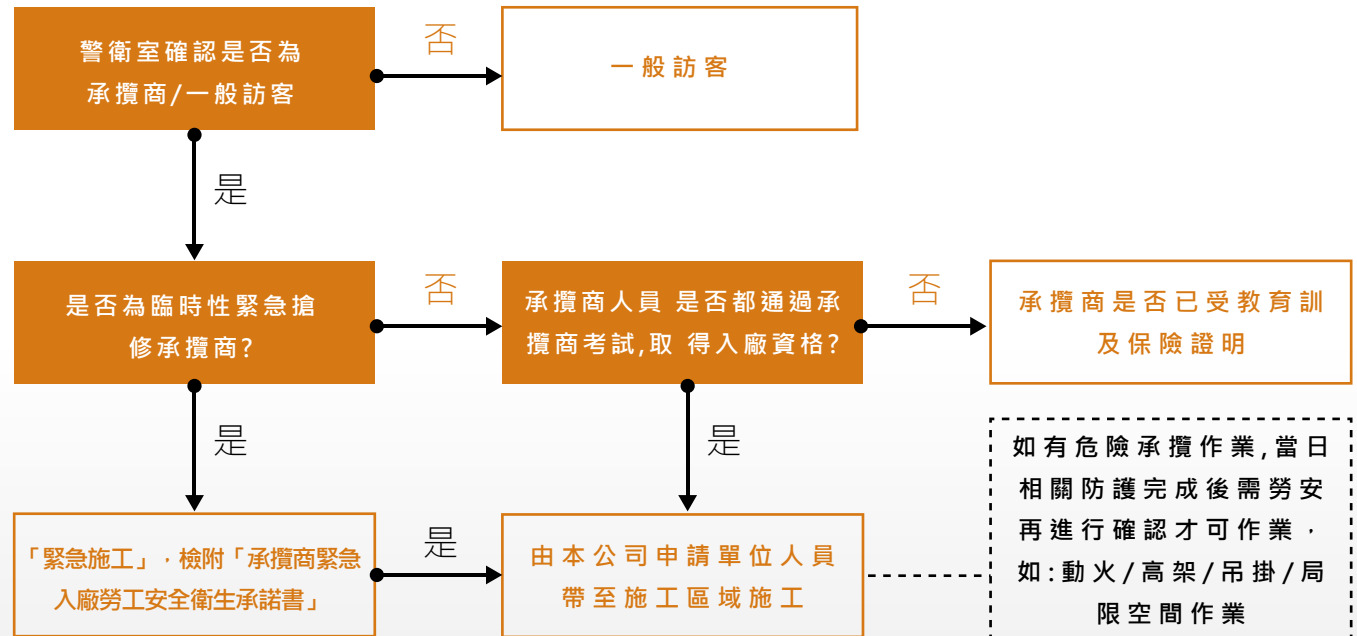 警衛室確認是否為
承攬商/一般訪客
否
一般訪客
是
是否為臨時性緊急搶
修承攬商?
否
承攬商人員 是否都通過承
攬商考試,取 得入廠資格?
否
承攬商是否已受教育訓
及保險證明
是
是
「緊急施工」，檢附「承攬商緊急
入廠勞工安全衛生承諾書」
是
由本公司申請單位人員
帶至施工區域施工
如有危險承攬作業,當日
相關防護完成後需勞安
再進行確認才可作業，
如:動火/高架/吊掛/局
限空間作業